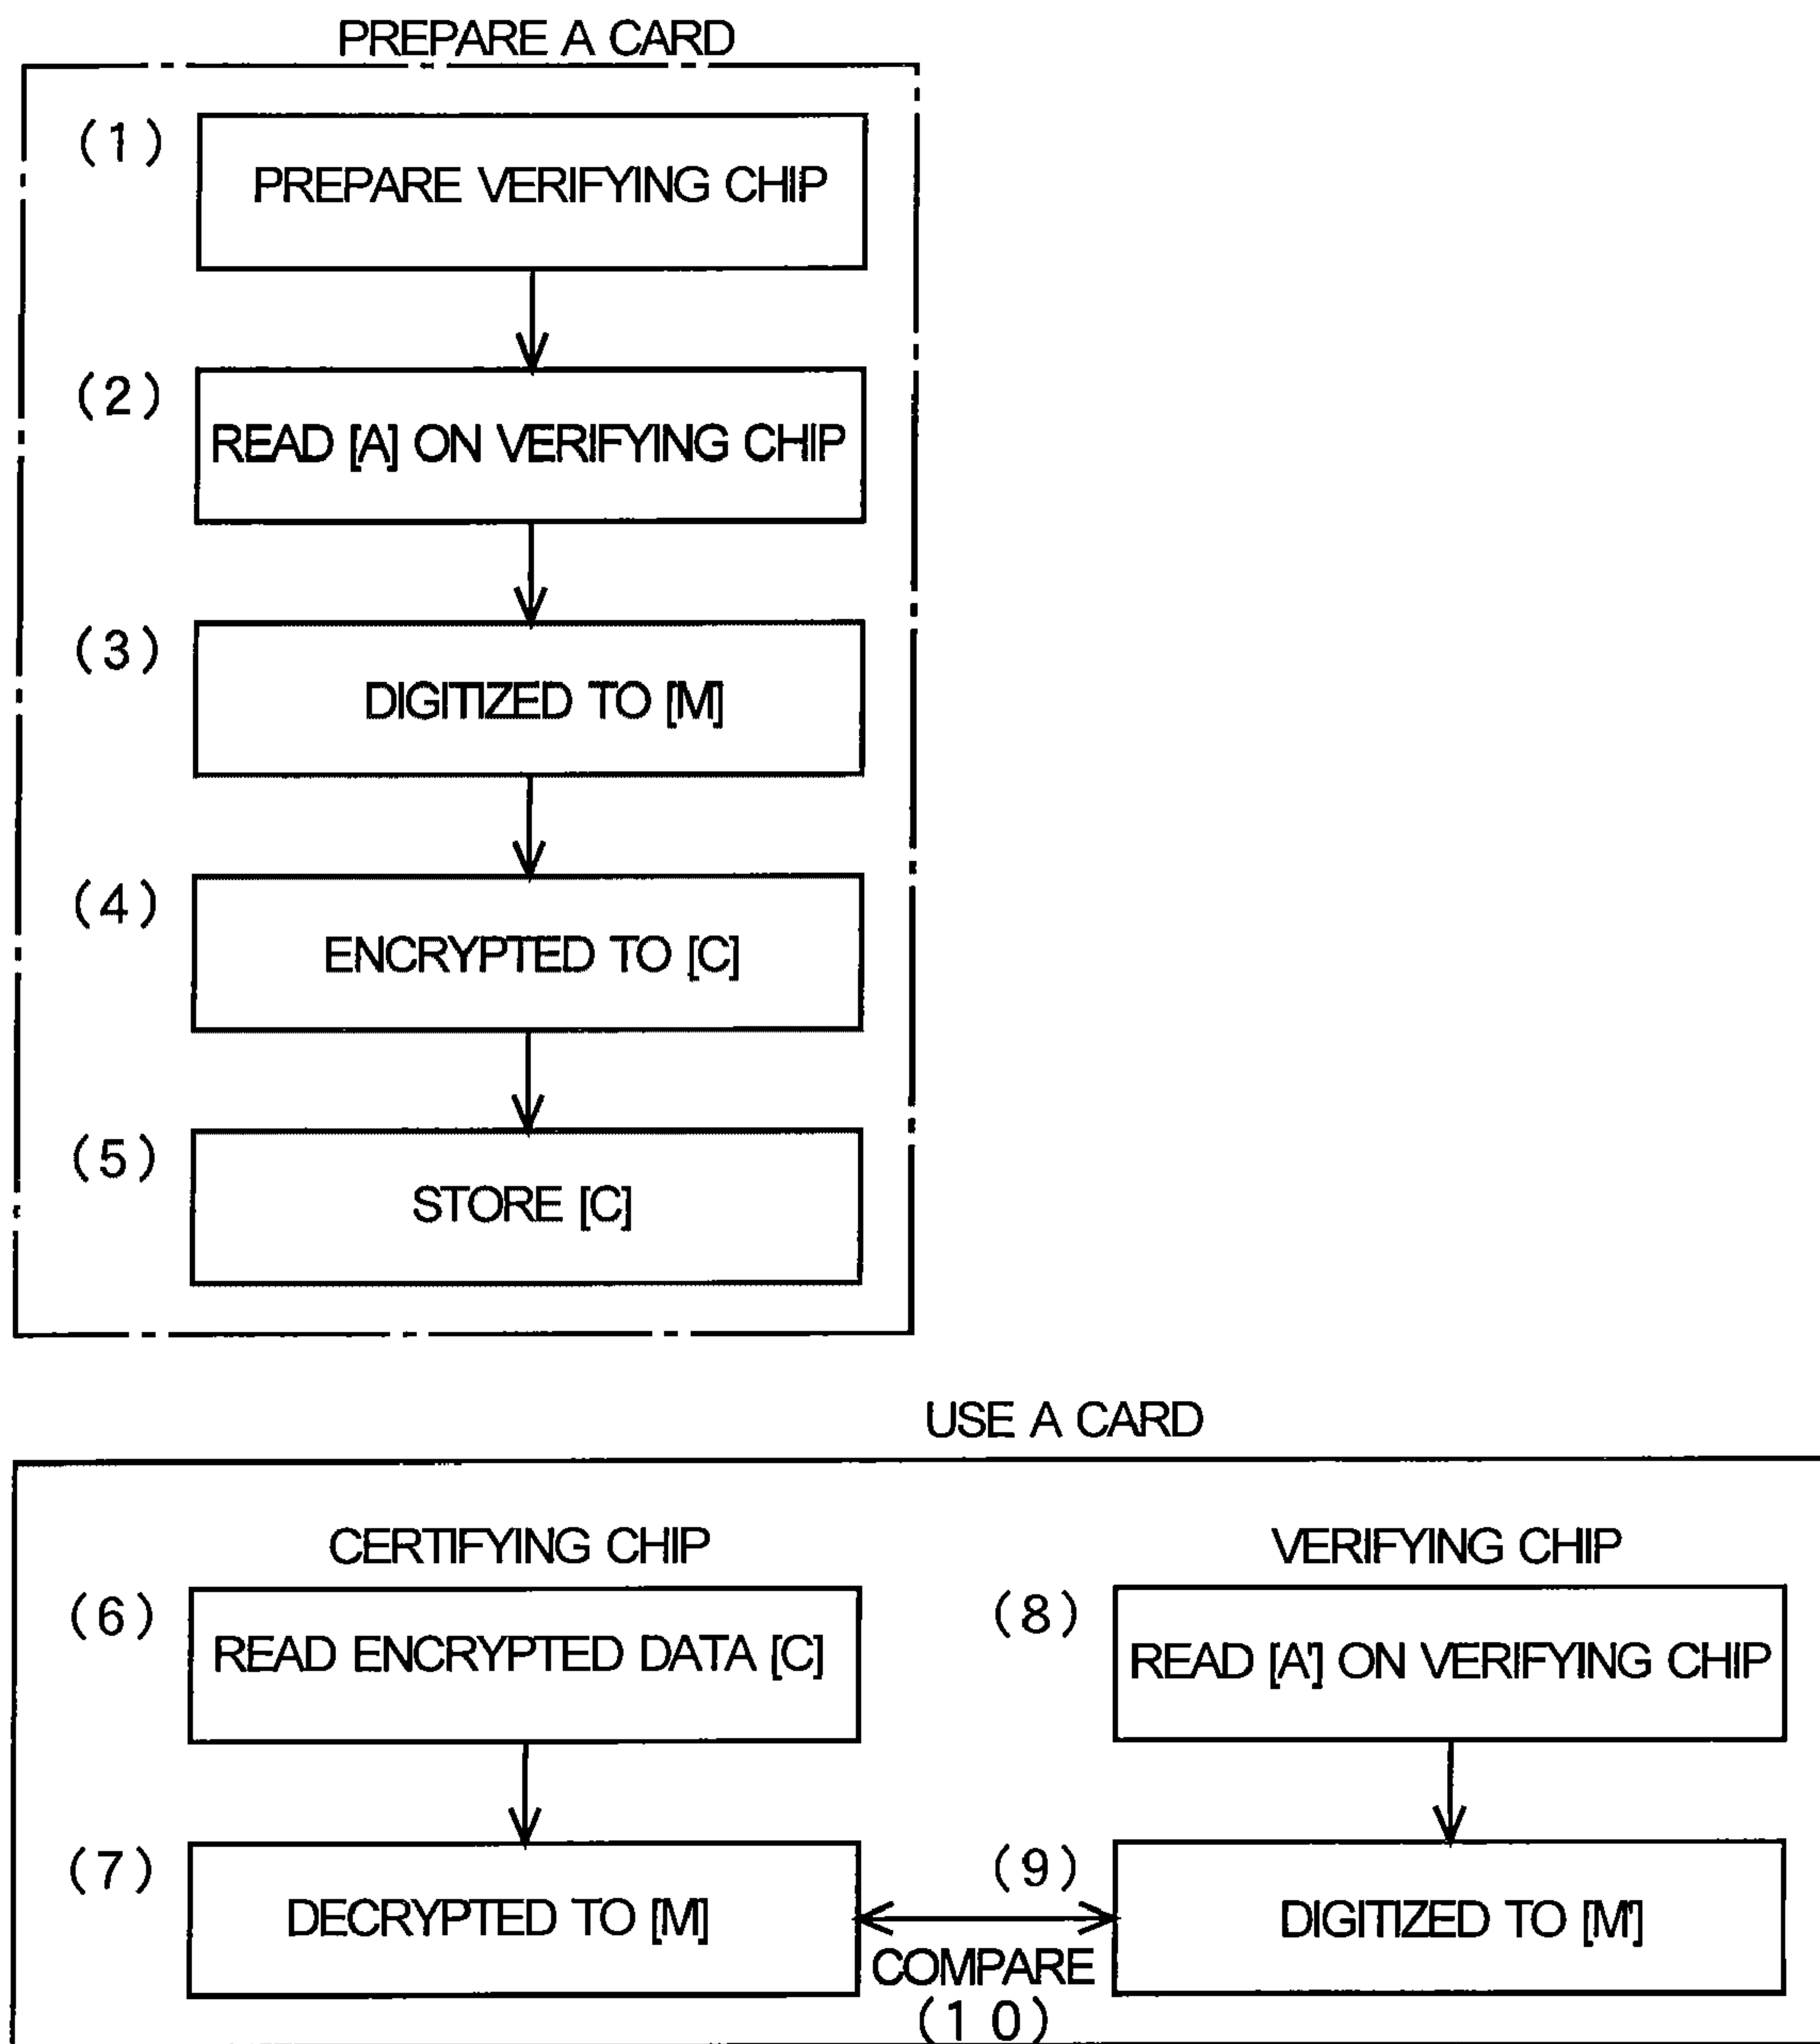 PREPARE A CARD
(1)
PREPARE VERIFYING CHIP
(2)
READ [A] ON VERIFYING CHIP
(3)
DIGITIZED TO [M]
(4)
ENCRYPTED TO [C]
(5)
STORE [C]
USE A CARD
CERTIFYING CHIP
(6)
READ ENCRYPTED DATA [C]
(7)
DECRYPTED TO [M]
VERIFYING CHIP
(8)
READ [A'] ON VERIFYING CHIP
(9)
DIGITIZED TO [M']
COMPARE
(10)